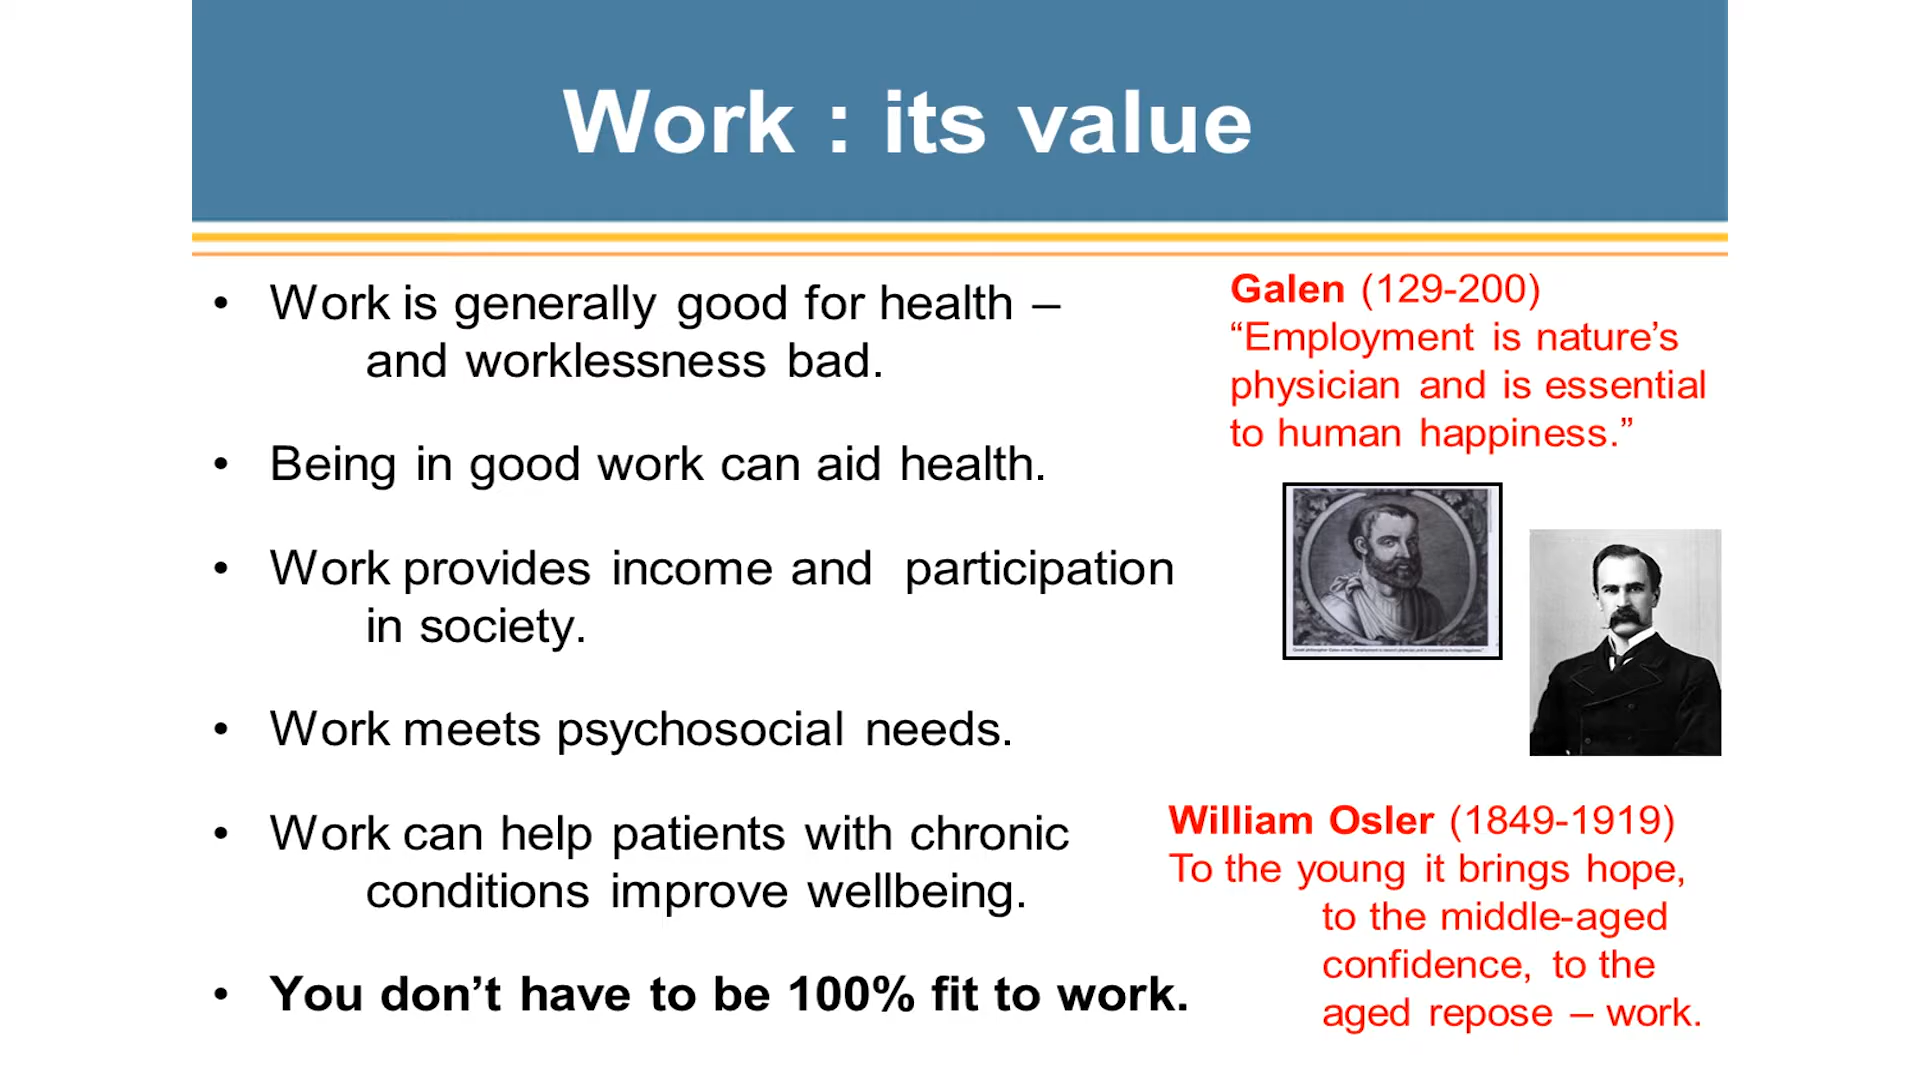 Work : its value
• Work is generally good for health –
and worklessness bad.
• Being in good work can aid health.
• Work provides income and participation
in society.
• Work meets psychosocial needs.
• Work can help patients with chronic
conditions improve wellbeing.
• You don’t have to be 100% fit to work.
Galen (129-200)
“Employment is nature’s
physician and is essential
to human happiness.”
William Osler (1849-1919)
To the young it brings hope,
to the middle-aged
confidence, to the
aged repose – work.